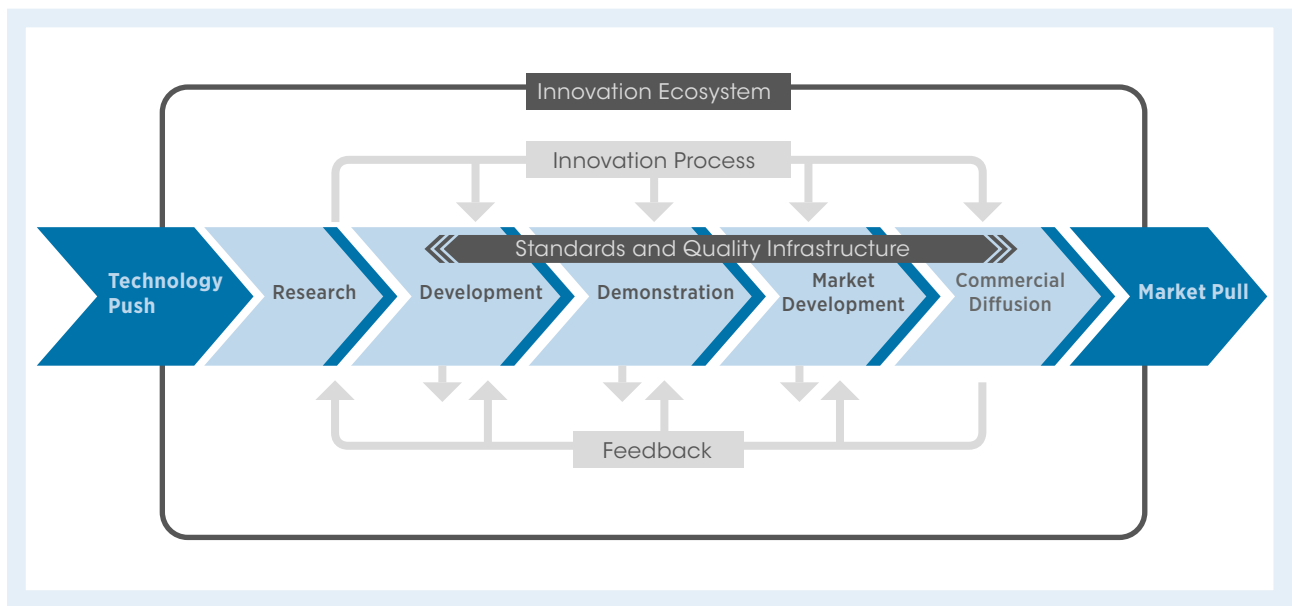 Innovation Ecosystem
Innovation Process
Standards and Quality Infrastructure
Technology
Push
Research
Development
Demonstration
Market
Development
Commercial
Diffusion
Market Pull
Feedback